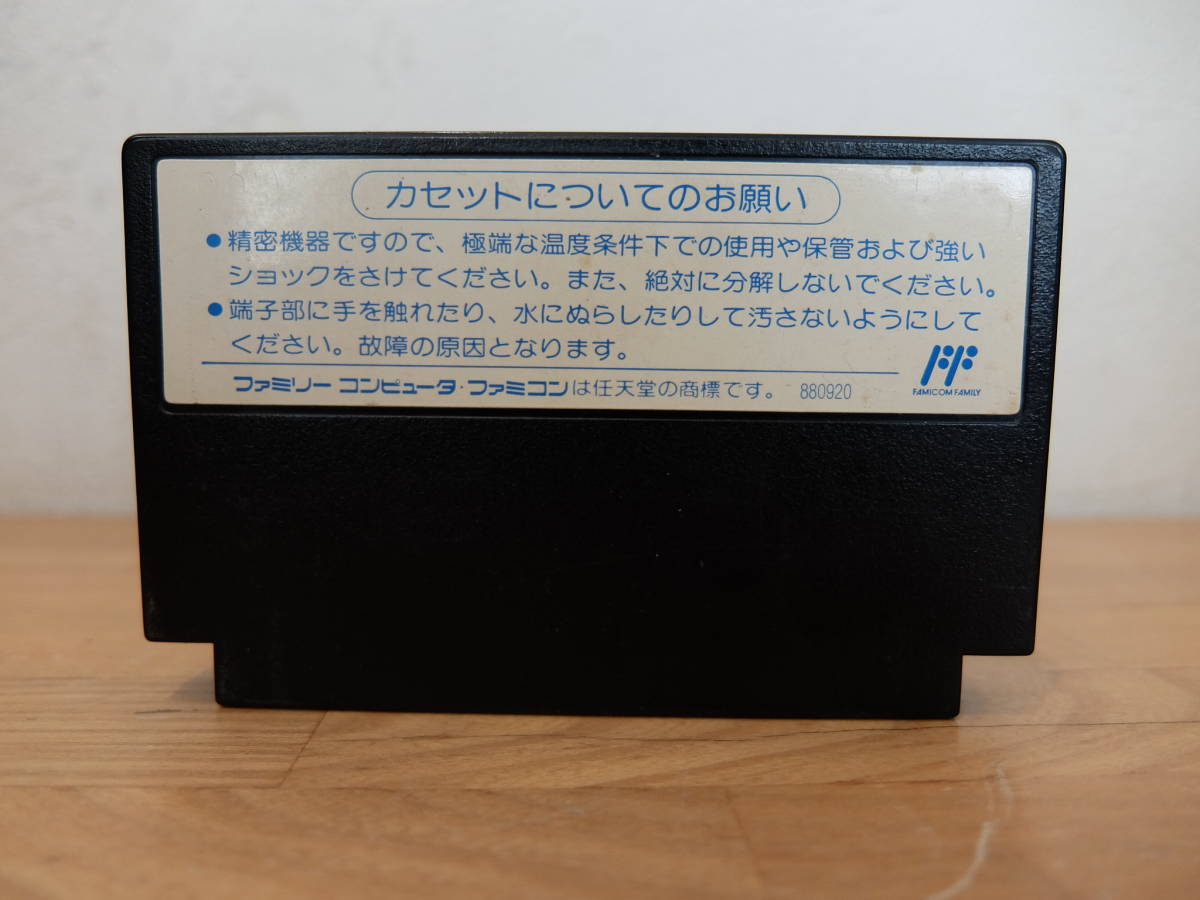 カセットについてのお願い
●精密機器ですので、極端な温度条件下での使用や保管および強い
ショックをさけてください。また、絶対に分解しないでください。
●端子部に手を触れたり、水にぬらしたりして汚さないようにして
ください。故障の原因となります。
ファミリー コンピュータ・ファミコンは任天堂の商標です。 880920
FAMICOM FAMILY